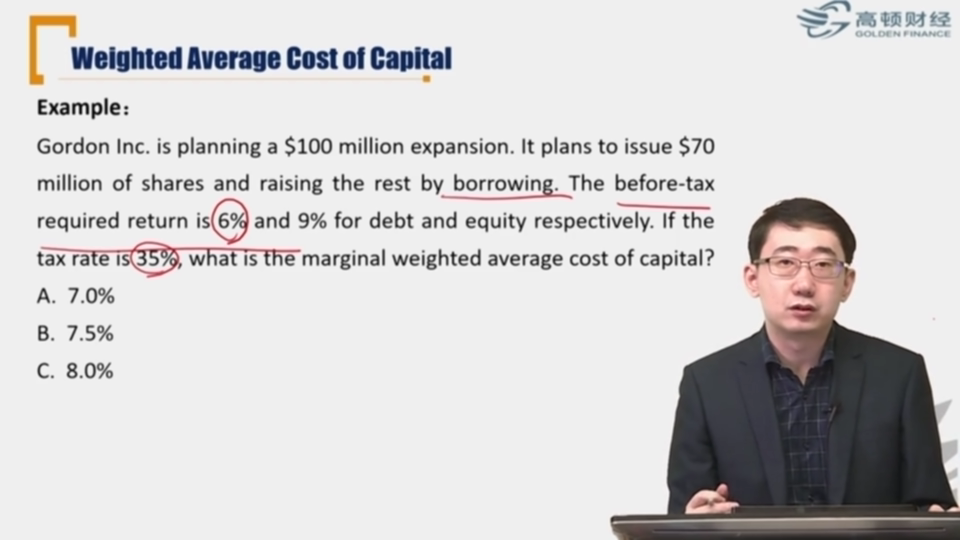 高顿财经
GOLDEN FINANCE
Weighted Average Cost of Capital
Example：
Gordon Inc. is planning a $100 million expansion. It plans to issue $70
million of shares and raising the rest by borrowing. The before-tax
required return is 6% and 9% for debt and equity respectively. If the
tax rate is 35%, what is the marginal weighted average cost of capital?
A. 7.0%
B. 7.5%
C. 8.0%